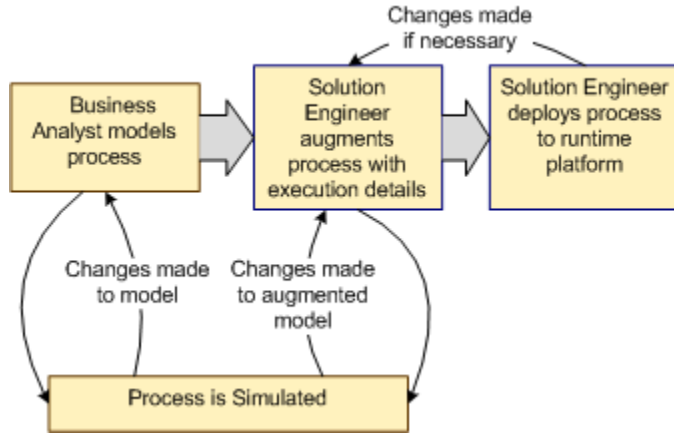 Changes made
if necessary
Business
Analyst models
process
Solution
Engineer
augments
process with
execution details
Solution Engineer
deploys process
to runtime
platform
Changes made
to model
Changes made
to augmented
model
Process is Simulated